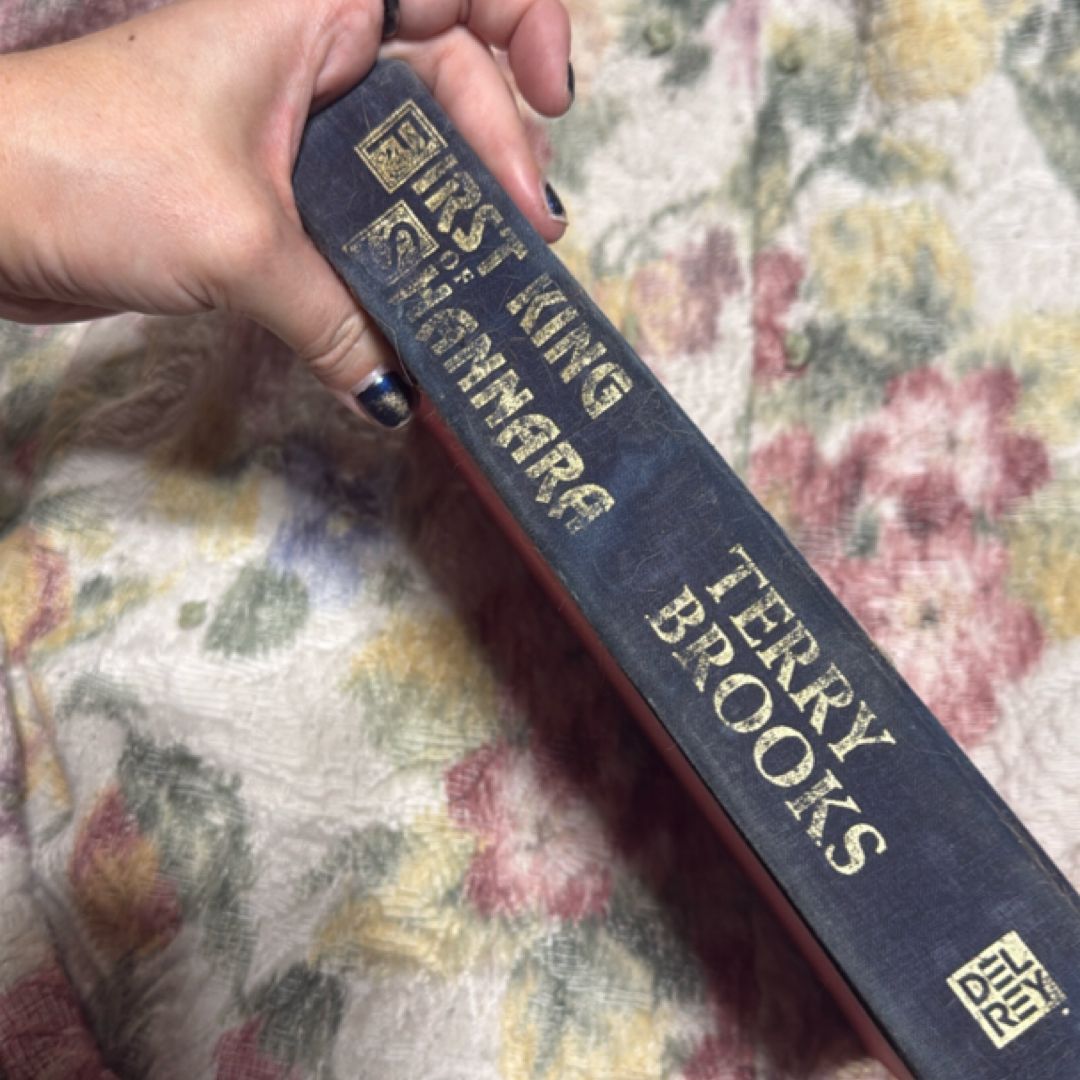 FIRST KING
OF
SHANNARA
TERRY
BROOKS
DEL
REY